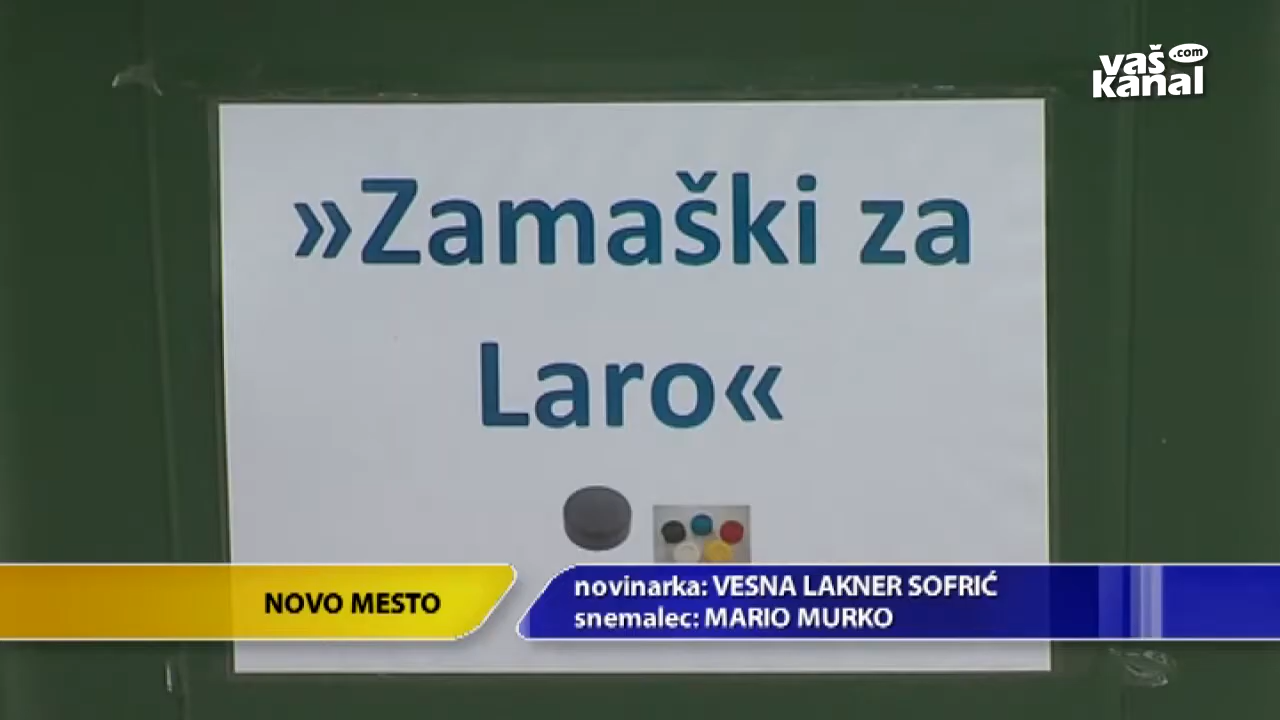 vaš .com
kanal
»Zamaški za
Laro«
NOVO MESTO
novinarka: VESNA LAKNER SOFRIĆ
snemalec: MARIO MURKO